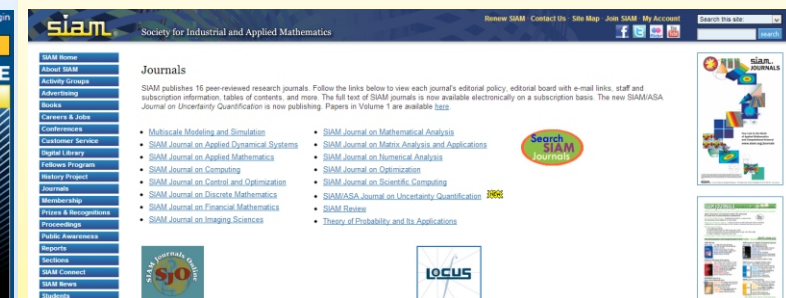 gin
E
siam.
Society for Industrial and Applied Mathematics
Renew SIAM · Contact Us · Site Map · Join SIAM · My Account
Search this site:
search
SIAM Home
About SIAM
Activity Groups
Advertising
Books
Careers & Jobs
Conferences
Customer Service
Digital Library
Fellows Program
History Project
Journals
Membership
Prizes & Recognitions
Proceedings
Public Awareness
Reports
Sections
SIAM Connect
SIAM News
Students
Journals
SIAM publishes 16 peer-reviewed research journals. Follow the links below to view each journal's editorial policy, editorial board with e-mail links, staff and
subscription information, tables of contents, and more. The full text of SIAM journals is now available electronically on a subscription basis. The new SIAM/ASA
Journal on Uncertainty Quantification is now publishing. Papers in Volume 1 are available here.
Multiscale Modeling and Simulation
SIAM Journal on Applied Dynamical Systems
SIAM Journal on Applied Mathematics
SIAM Journal on Computing
SIAM Journal on Control and Optimization
SIAM Journal on Discrete Mathematics
SIAM Journal on Financial Mathematics
SIAM Journal on Imaging Sciences
SIAM Journal on Mathematical Analysis
SIAM Journal on Matrix Analysis and Applications
SIAM Journal on Numerical Analysis
SIAM Journal on Optimization
SIAM Journal on Scientific Computing
SIAM/ASA Journal on Uncertainty Quantification NEW
SIAM Review
Theory of Probability and Its Applications
Search
SIAM
Journals
SIAM Journals Online
SJO
LOCUS
siam.
JOURNALS
SIAM JOURNALS